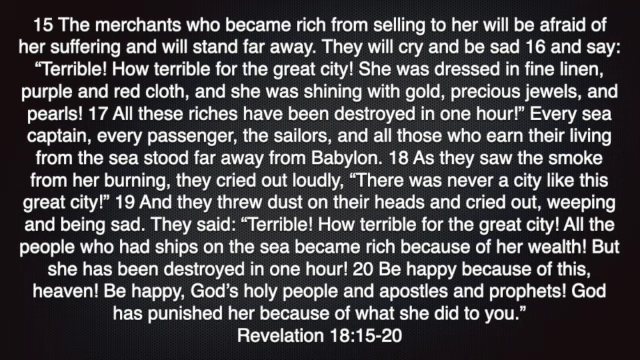 15 The merchants who became rich from selling to her will be afraid of
her suffering and will stand far away. They will cry and be sad 16 and say:
“Terrible! How terrible for the great city! She was dressed in fine linen,
purple and red cloth, and she was shining with gold, precious jewels, and
pearls! 17 All these riches have been destroyed in one hour!” Every sea
captain, every passenger, the sailors, and all those who earn their living
from the sea stood far away from Babylon. 18 As they saw the smoke
from her burning, they cried out loudly, “There was never a city like this
great city!” 19 And they threw dust on their heads and cried out, weeping
and being sad. They said: “Terrible! How terrible for the great city! All the
people who had ships on the sea became rich because of her wealth! But
she has been destroyed in one hour! 20 Be happy because of this,
heaven! Be happy, God’s holy people and apostles and prophets! God
has punished her because of what she did to you.”
Revelation 18:15-20